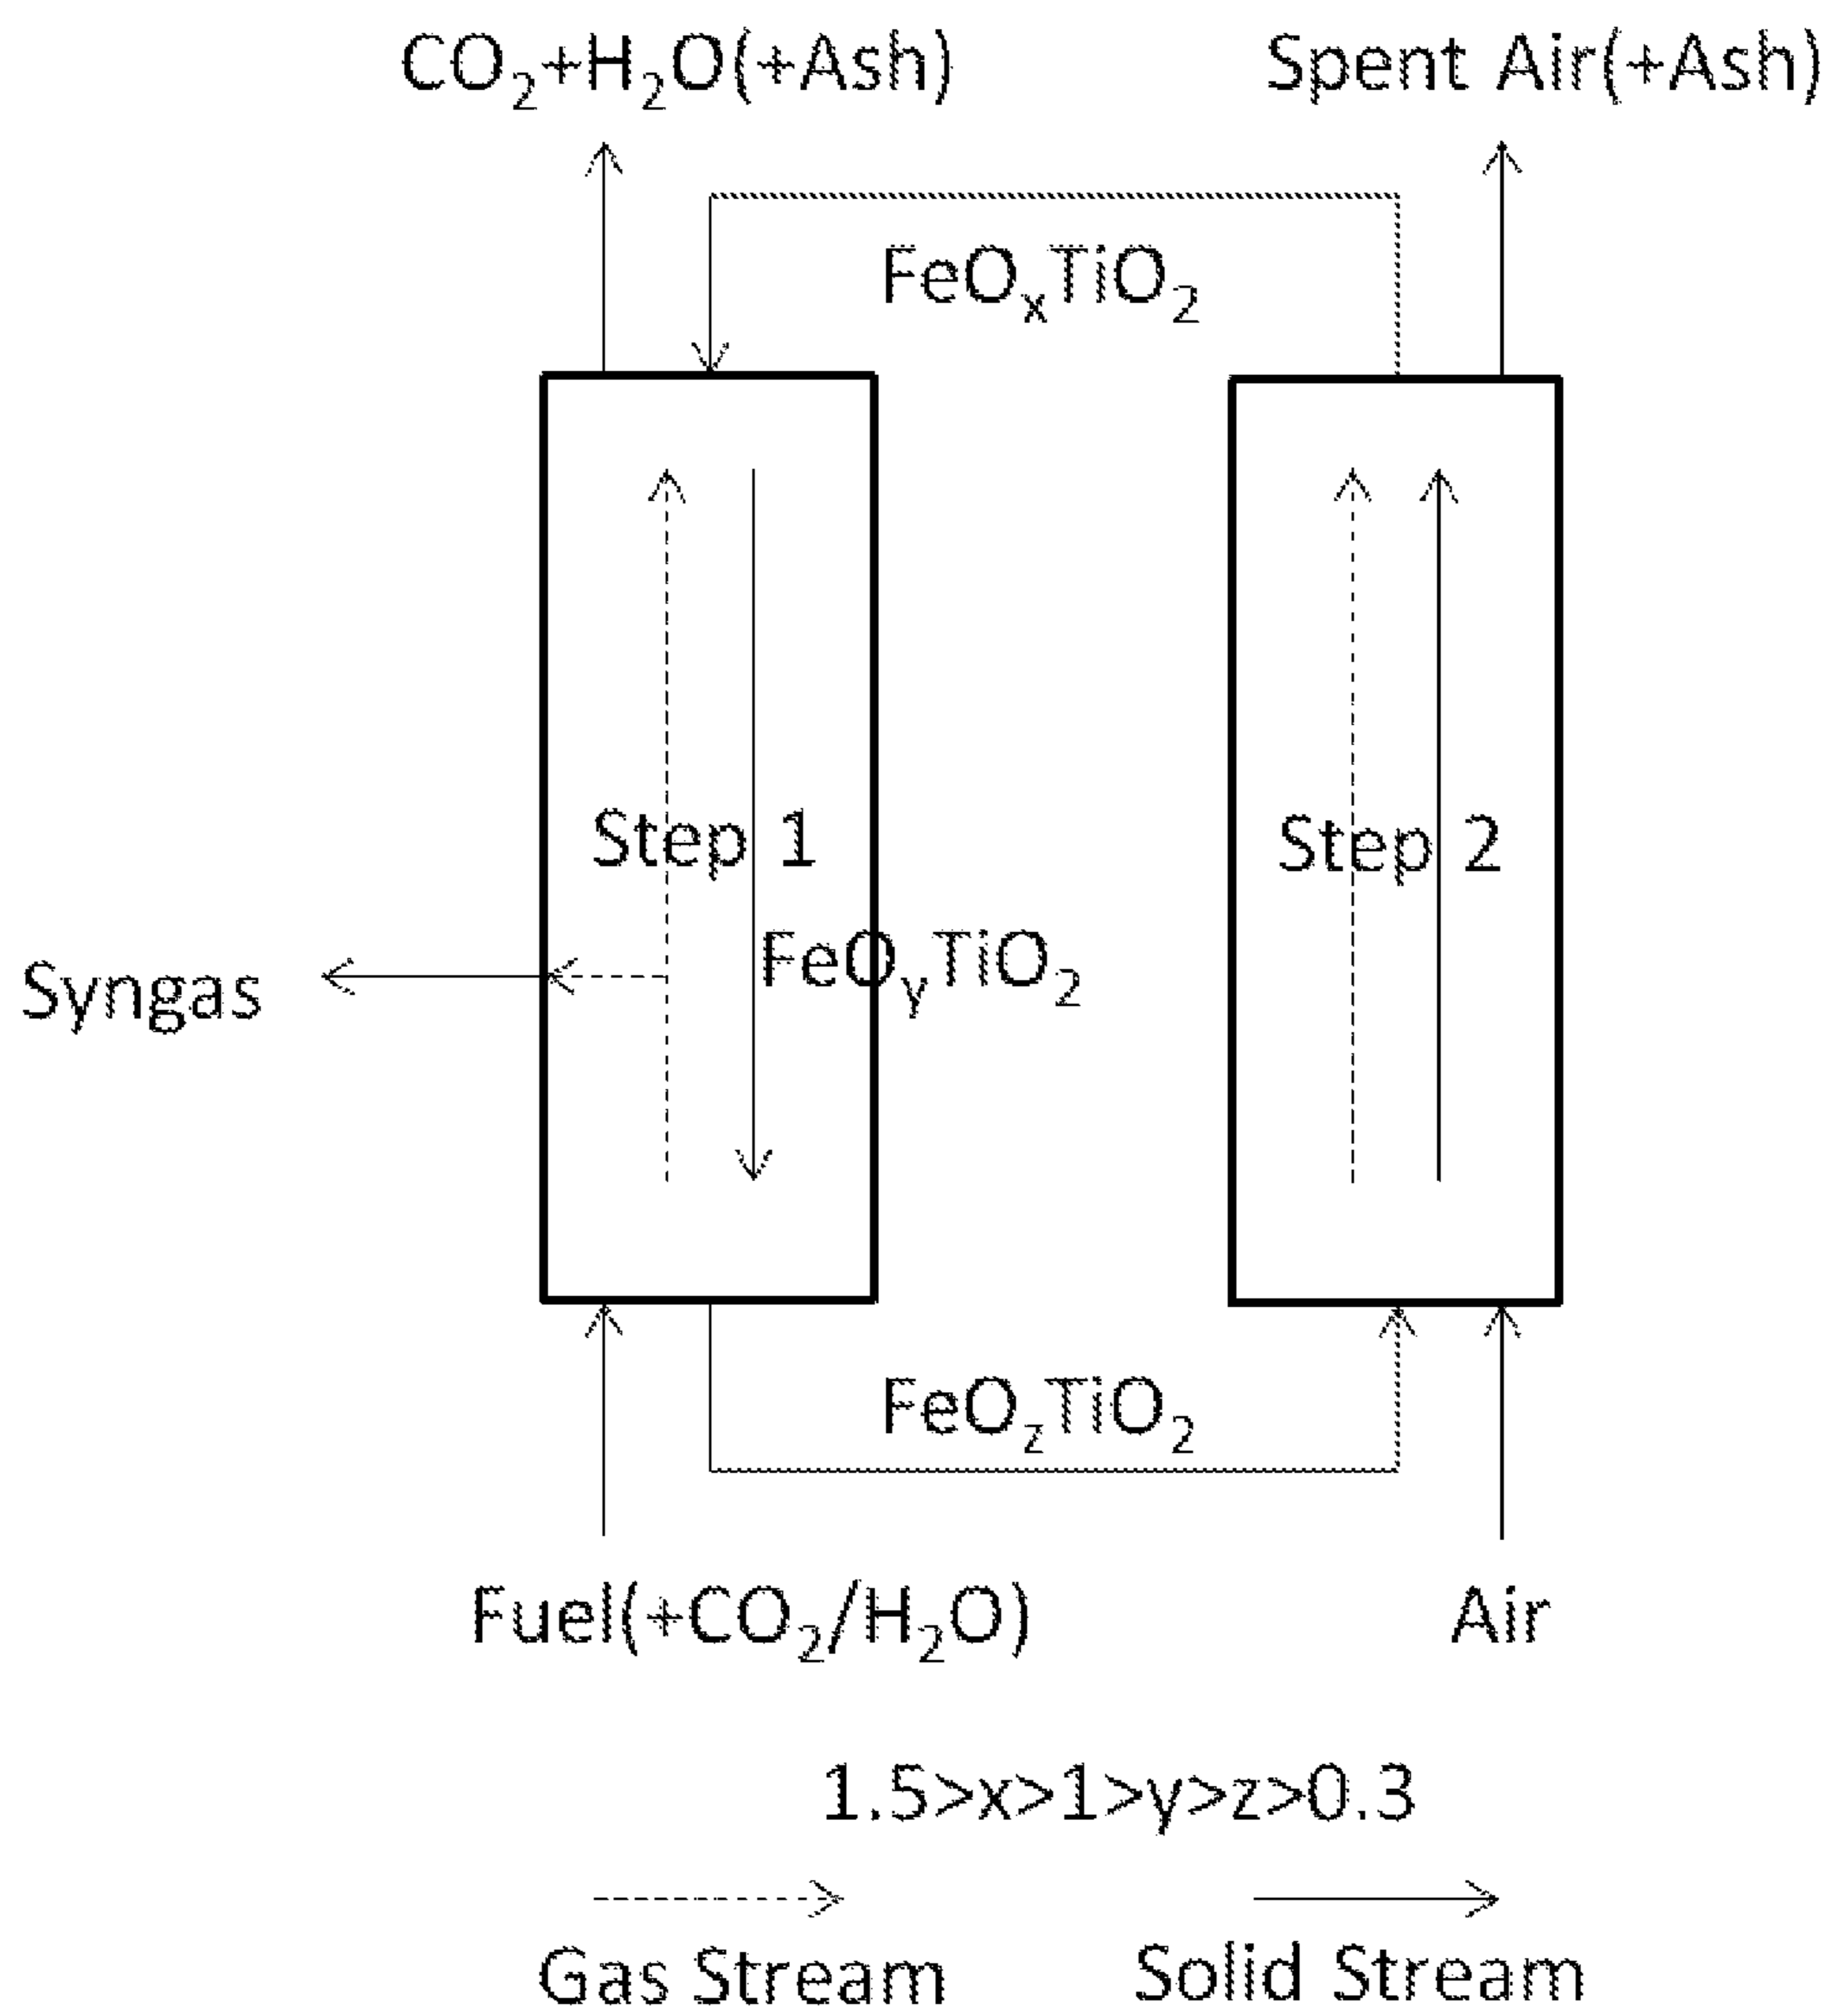 CO₂+H₂O(+Ash)
Spent Air(+Ash)
FeOₓTiO₂
Step 1
Step 2
FeOyTiO₂
Syngas
FeOzTiO₂
Fuel(+CO₂/H₂O)
Air
1.5>x>1>y>z>0.3
Gas Stream
Solid Stream